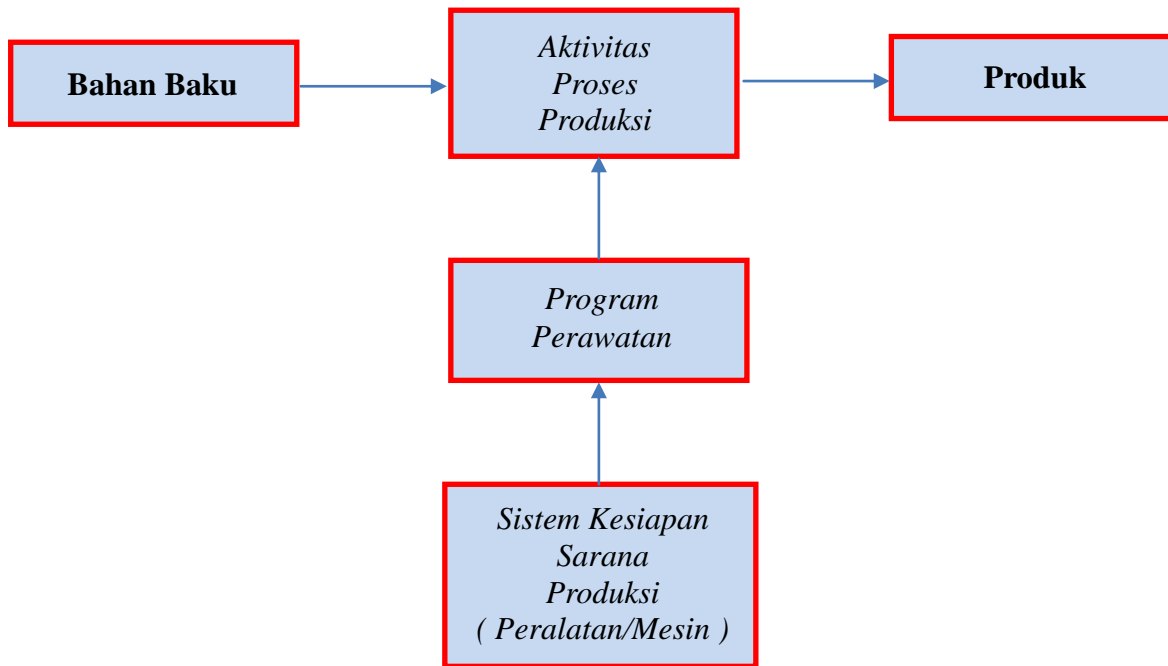 Bahan Baku
Aktivitas
Proses
Produksi
Produk
Program
Perawatan
Sistem Kesiapan
Sarana
Produksi
( Peralatan/Mesin )